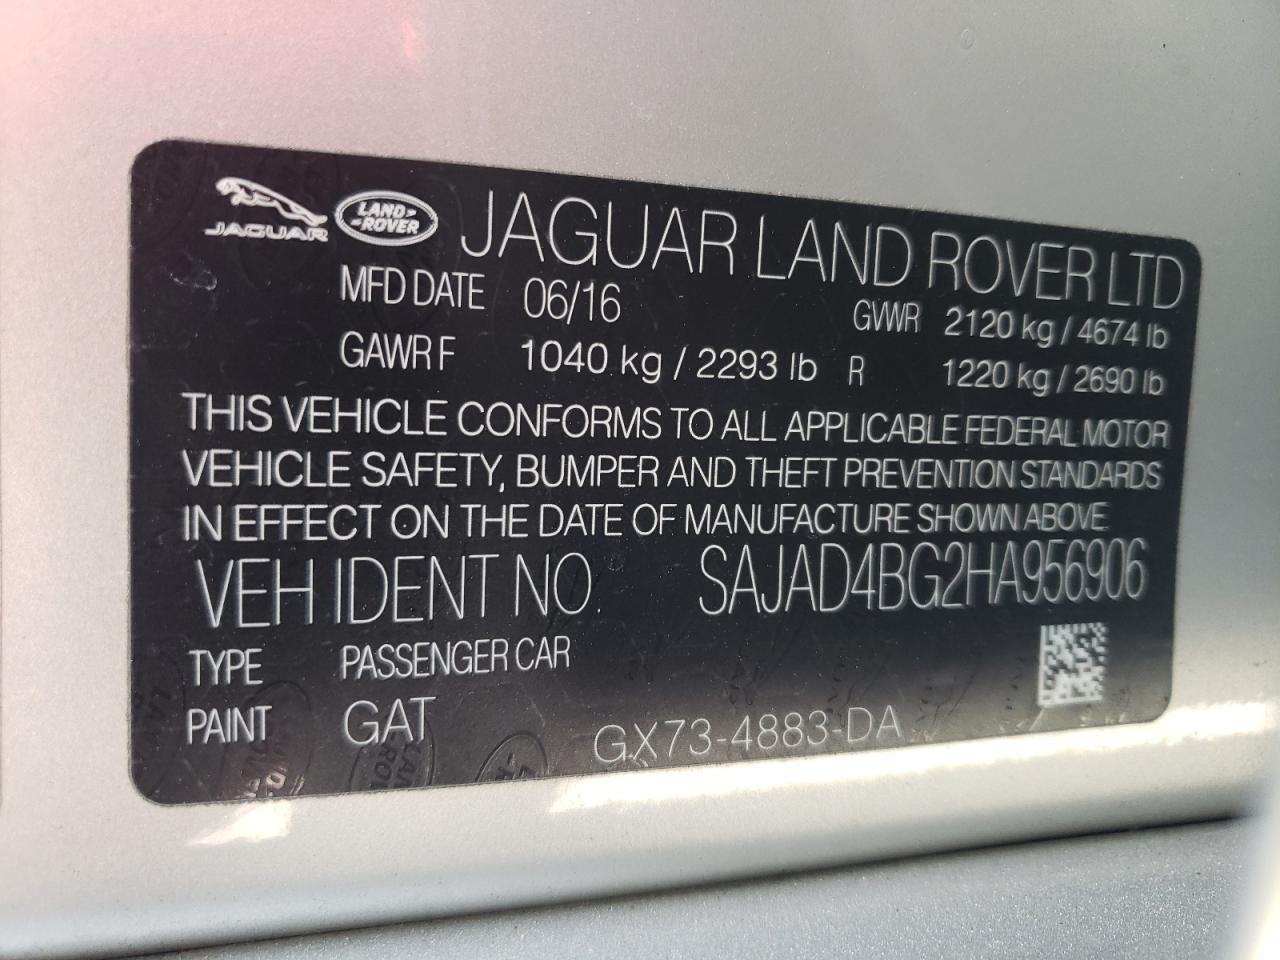 JAGUAR LAND-ROVER JAGUAR LAND ROVER LTD
MFD DATE 06/16 GVWR 2120 kg / 4674 lb
GAWR F 1040 kg / 2293 lb R 1220 kg / 2690 lb
THIS VEHICLE CONFORMS TO ALL APPLICABLE FEDERAL MOTOR
VEHICLE SAFETY, BUMPER AND THEFT PREVENTION STANDARDS
IN EFFECT ON THE DATE OF MANUFACTURE SHOWN ABOVE
VEH IDENT NO. SAJAD4BG2HA956906
TYPE PASSENGER CAR
PAINT GAT GX73-4883-DA